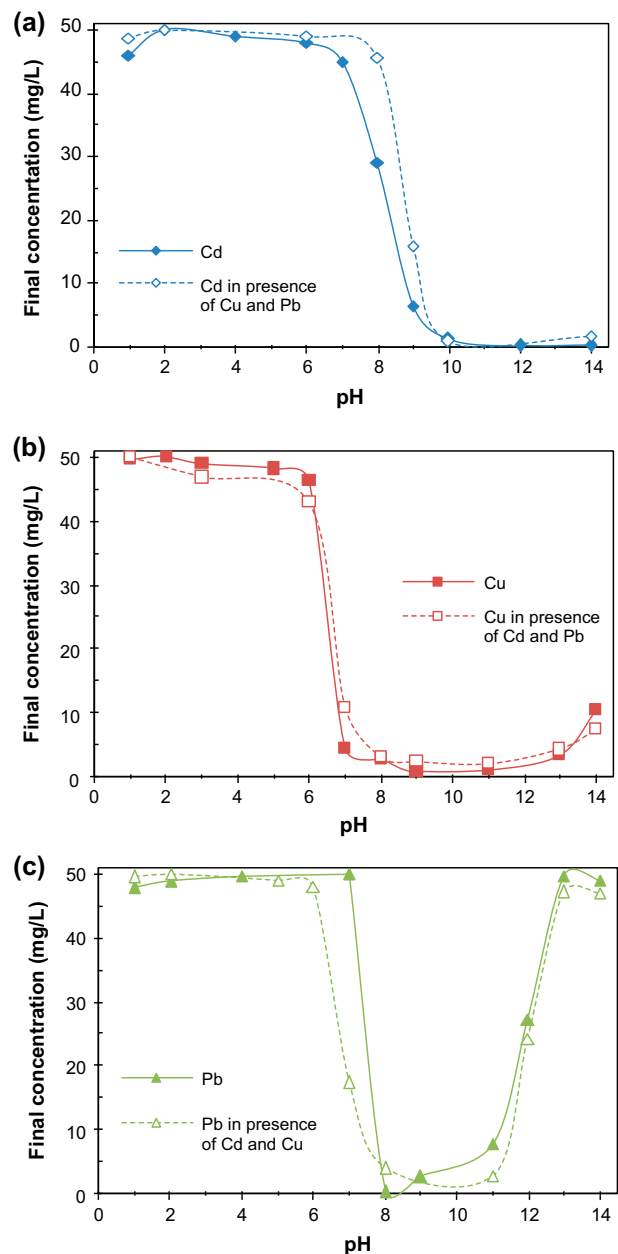 (a)
50
40
30
20
10
0
Final concenrtation (mg/L)
Cd
Cd in presence
of Cu and Pb
0 2 4 6 8 10 12 14
pH
(b)
50
40
30
20
10
0
Final concentration (mg/L)
Cu
Cu in presence
of Cd and Pb
0 2 4 6 8 10 12 14
pH
(c)
50
40
30
20
10
0
Final concentration (mg/L)
Pb
Pb in presence
of Cd and Cu
0 2 4 6 8 10 12 14
pH